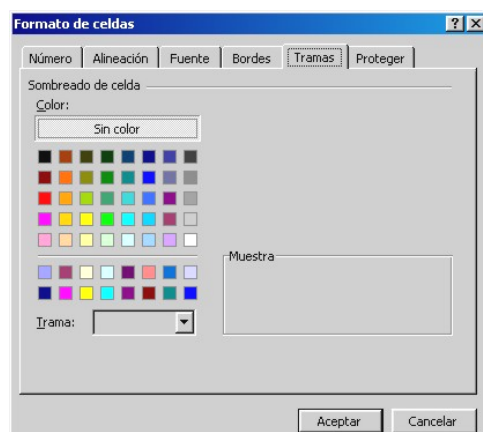 Formato de celdas
Número Alineación Fuente Bordes Tramas Proteger
Sombreado de celda
Color:
Sin color
Muestra
Trama:
Aceptar Cancelar